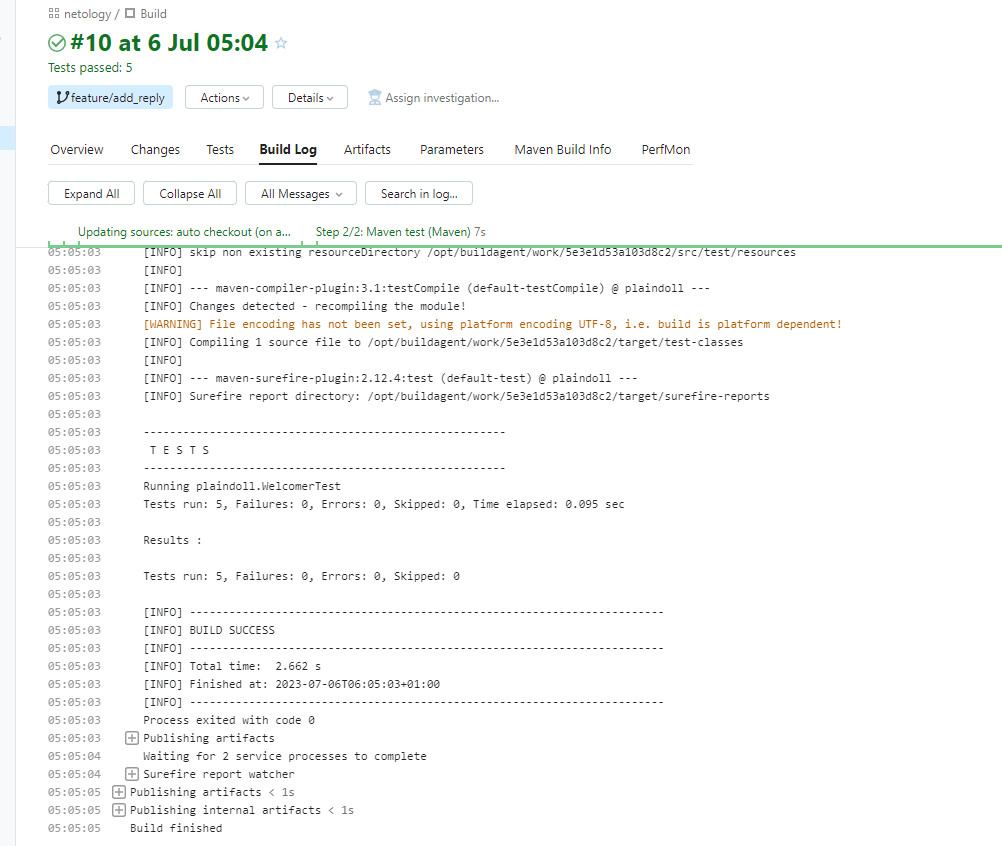 netology / Build
#10 at 6 Jul 05:04
Tests passed: 5
feature/add_reply Actions Details Assign investigation...
Overview Changes Tests Build Log Artifacts Parameters Maven Build Info PerfMon
Expand All Collapse All All Messages Search in log...
Updating sources: auto checkout (on a... Step 2/2: Maven test (Maven) 7s
05:05:03 [INFO] skip non existing resourceDirectory /opt/buildagent/work/5e3e1d53a103d8c2/src/test/resources
05:05:03 [INFO]
05:05:03 [INFO] --- maven-compiler-plugin:3.1:testCompile (default-testCompile) @ plaindoll ---
05:05:03 [INFO] Changes detected - recompiling the module!
05:05:03 [WARNING] File encoding has not been set, using platform encoding UTF-8, i.e. build is platform dependent!
05:05:03 [INFO] Compiling 1 source file to /opt/buildagent/work/5e3e1d53a103d8c2/target/test-classes
05:05:03 [INFO]
05:05:03 [INFO] --- maven-surefire-plugin:2.12.4:test (default-test) @ plaindoll ---
05:05:03 [INFO] Surefire report directory: /opt/buildagent/work/5e3e1d53a103d8c2/target/surefire-reports
05:05:03
05:05:03 -------------------------------------------------------
05:05:03 T E S T S
05:05:03 -------------------------------------------------------
05:05:03 Running plaindoll.WelcomerTest
05:05:03 Tests run: 5, Failures: 0, Errors: 0, Skipped: 0, Time elapsed: 0.095 sec
05:05:03
05:05:03 Results :
05:05:03
05:05:03 Tests run: 5, Failures: 0, Errors: 0, Skipped: 0
05:05:03
05:05:03 [INFO] ------------------------------------------------------------------------
05:05:03 [INFO] BUILD SUCCESS
05:05:03 [INFO] ------------------------------------------------------------------------
05:05:03 [INFO] Total time:  2.662 s
05:05:03 [INFO] Finished at: 2023-07-06T06:05:03+01:00
05:05:03 [INFO] ------------------------------------------------------------------------
05:05:03 Process exited with code 0
05:05:03 Publishing artifacts
05:05:04 Waiting for 2 service processes to complete
05:05:04 Surefire report watcher
05:05:05 Publishing artifacts < 1s
05:05:05 Publishing internal artifacts < 1s
05:05:05 Build finished